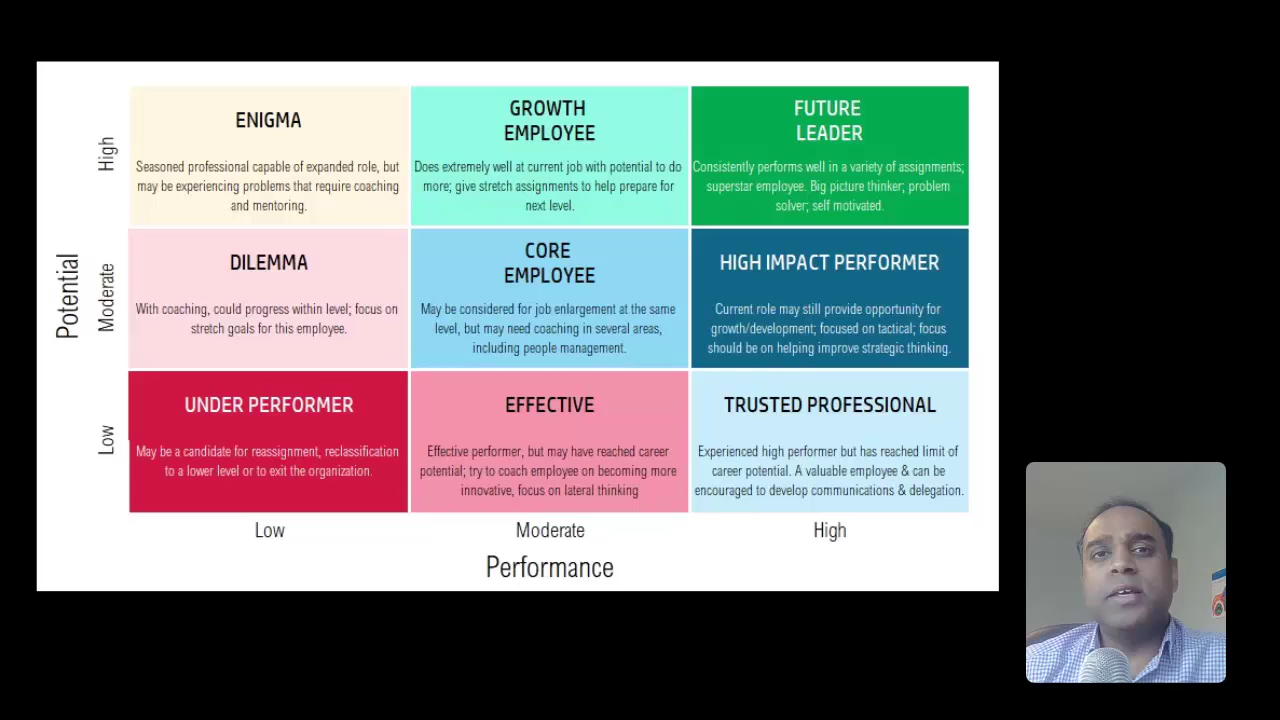 Potential
High
ENIGMA
Seasoned professional capable of expanded role, but
may be experiencing problems that require coaching
and mentoring.
GROWTH
EMPLOYEE
Does extremely well at current job with potential to do
more; give stretch assignments to help prepare for
next level.
FUTURE
LEADER
Consistently performs well in a variety of assignments;
superstar employee. Big picture thinker; problem
solver; self motivated.
Moderate
DILEMMA
With coaching, could progress within level; focus on
stretch goals for this employee.
CORE
EMPLOYEE
May be considered for job enlargement at the same
level, but may need coaching in several areas,
including people management.
HIGH IMPACT PERFORMER
Current role may still provide opportunity for
growth/development; focused on tactical; focus
should be on helping improve strategic thinking.
Low
UNDER PERFORMER
May be a candidate for reassignment, reclassification
to a lower level or to exit the organization.
EFFECTIVE
Effective performer, but may have reached career
potential; try to coach employee on becoming more
innovative, focus on lateral thinking
TRUSTED PROFESSIONAL
Experienced high performer but has reached limit of
career potential. A valuable employee & can be
encouraged to develop communications & delegation.
Low
Moderate
High
Performance